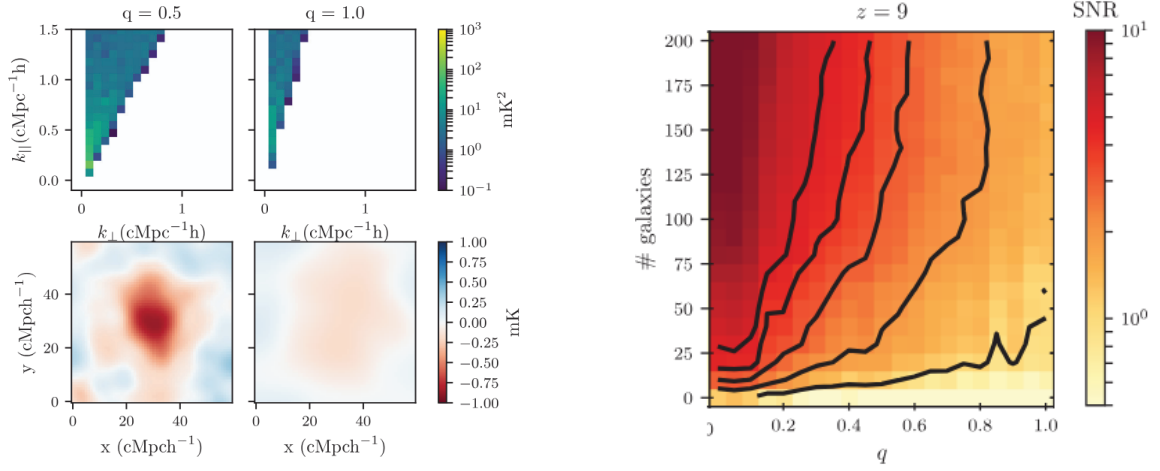 q = 0.5
q = 1.0
1.5
1.0
0.5
0.0
k∥(cMpc⁻¹h)
0 1
0 1
k⊥(cMpc⁻¹h)
k⊥(cMpc⁻¹h)
10³
10²
10¹
10⁰
10⁻¹
mK²
40
20
0
y (cMpch⁻¹)
0 20 40
0 20 40 60
x (cMpch⁻¹)
x (cMpch⁻¹)
1.00
0.75
0.50
0.25
0.00
−0.25
−0.50
−0.75
−1.00
mK
z = 9
SNR
200
175
150
125
100
75
50
25
0
# galaxies
0.2 0.4 0.6 0.8 1.0
q
10¹
10⁰